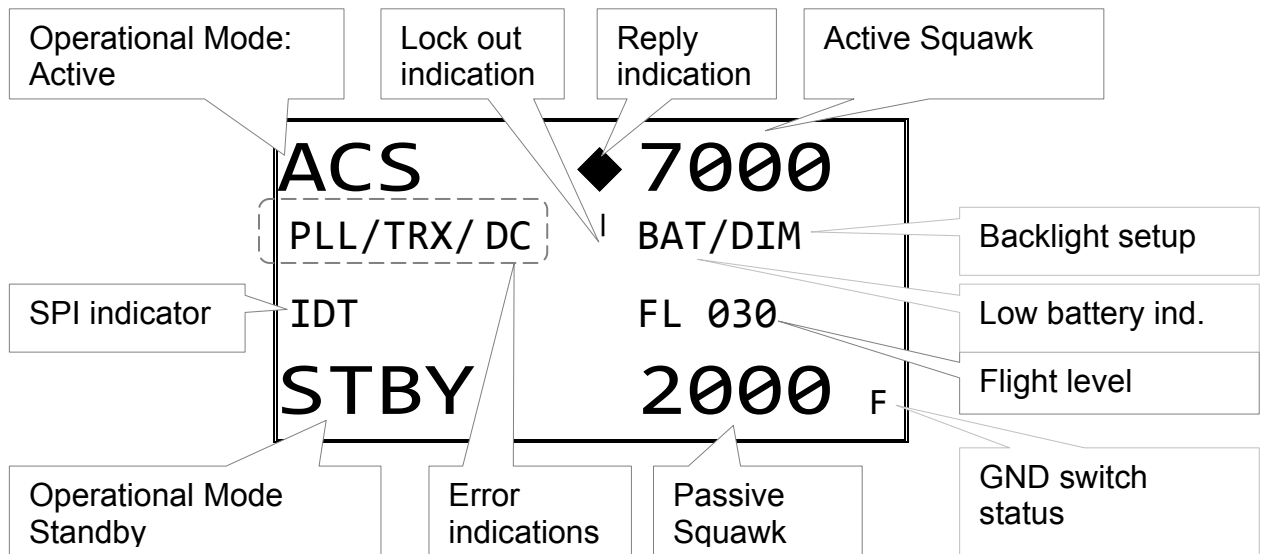 Operational Mode:
Active
Lock out
indication
Reply
indication
Active Squawk
ACS ◆ 7000
PLL/TRX/ DC ' BAT/DIM
Backlight setup
SPI indicator
IDT FL 030
Low battery ind.
Flight level
STBY 2000 F
Operational Mode
Standby
Error
indications
Passive
Squawk
GND switch
status